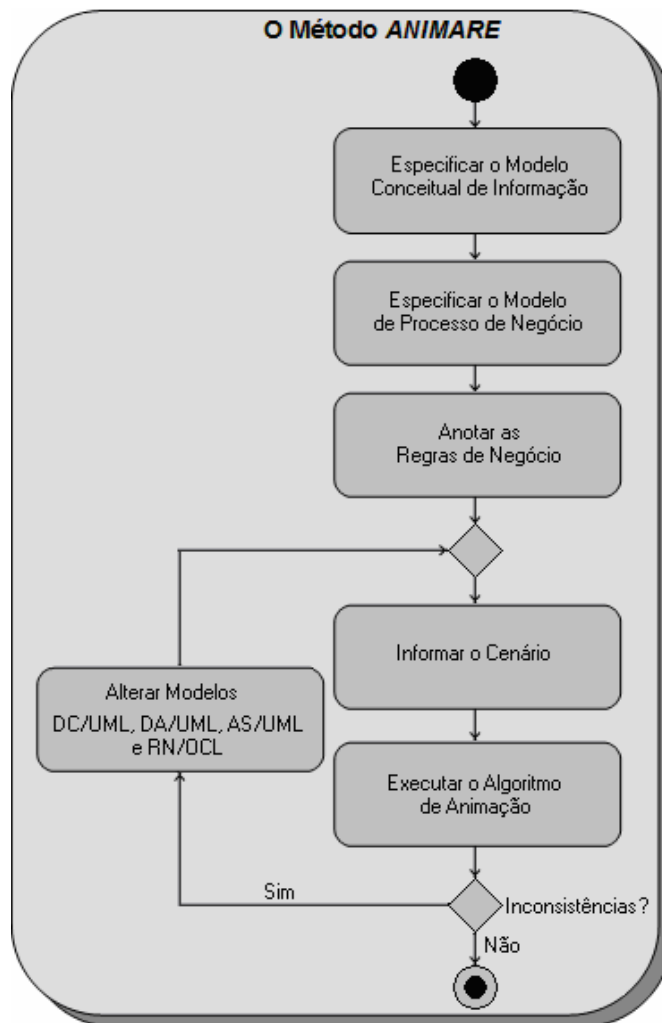 O Método ANIMARE
Especificar o Modelo
Conceitual de Informação
Especificar o Modelo
de Processo de Negócio
Anotar as
Regras de Negócio
Informar o Cenário
Alterar Modelos
DC/UML, DA/UML, AS/UML
e RN/OCL
Executar o Algoritmo
de Animação
Sim
Inconsistências?
Não